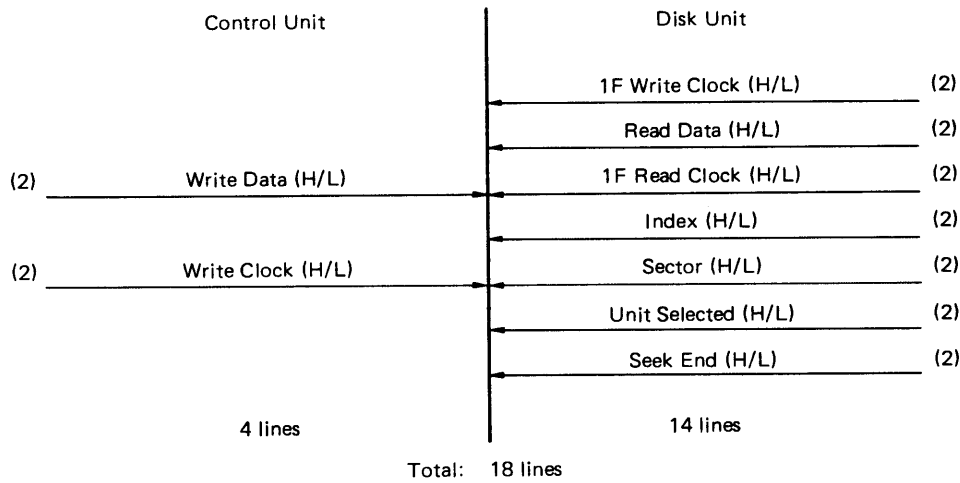 Control Unit
Disk Unit
1F Write Clock (H/L) (2)
Read Data (H/L) (2)
(2) Write Data (H/L)
1F Read Clock (H/L) (2)
Index (H/L) (2)
(2) Write Clock (H/L)
Sector (H/L) (2)
Unit Selected (H/L) (2)
Seek End (H/L) (2)
4 lines
14 lines
Total: 18 lines